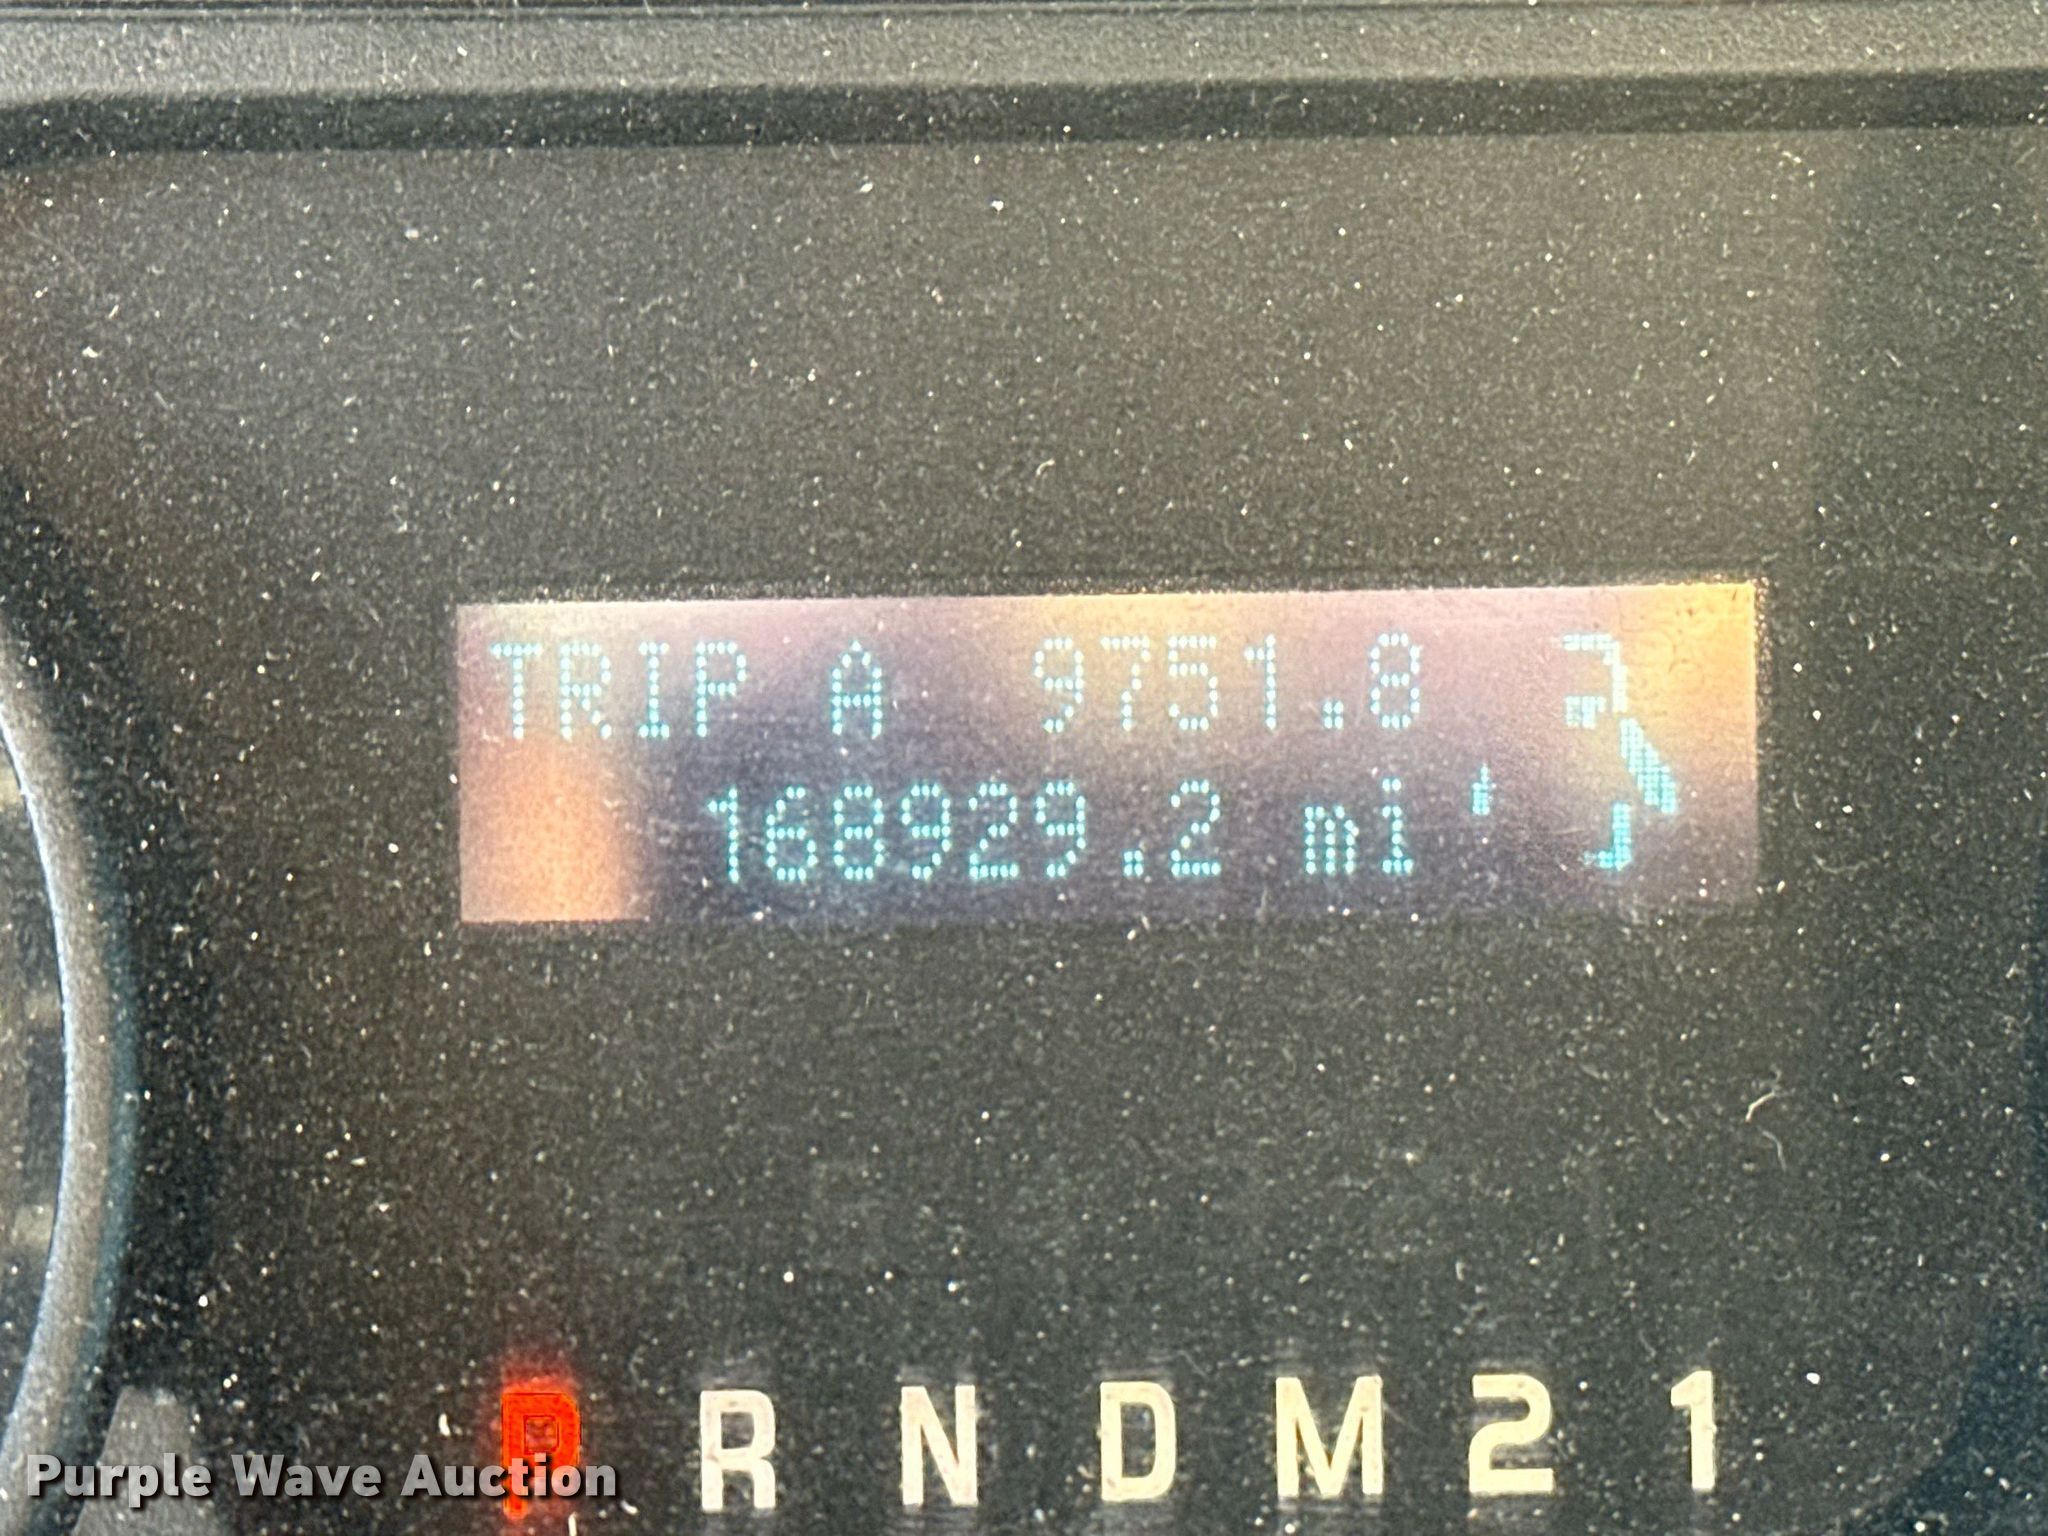 TRIP A 9751.8
168929.2 mi
P R N D M 2 1
Purple Wave Auction